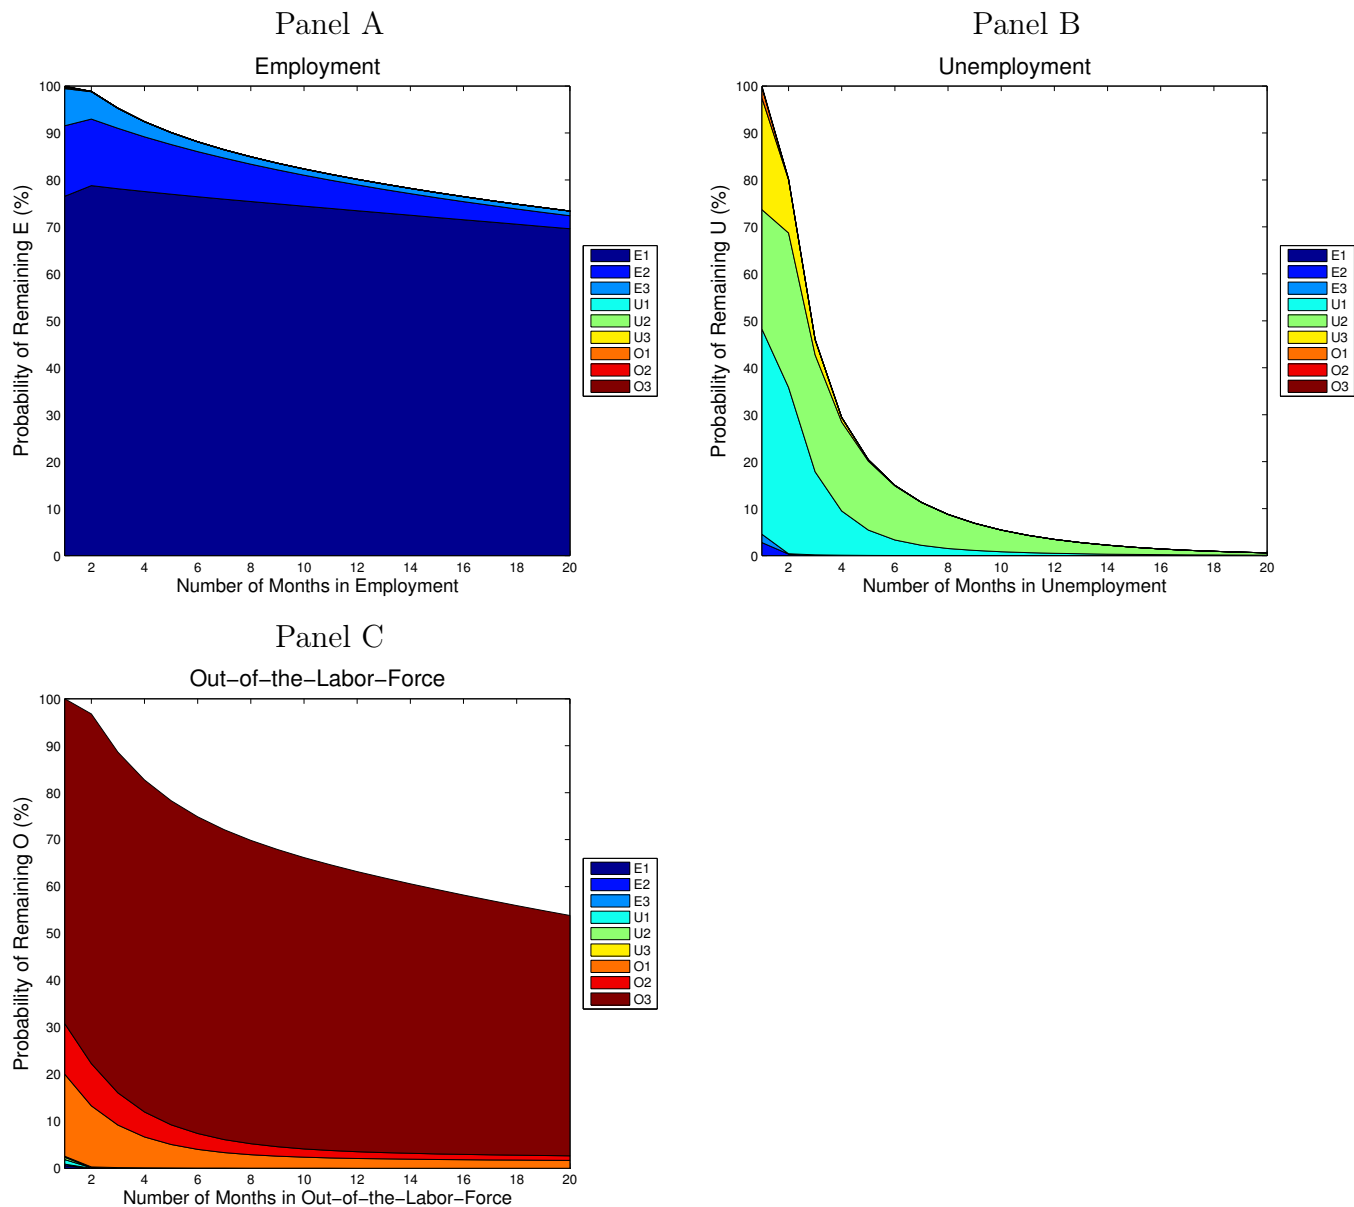 Panel A
Employment
Probability of Remaining E (%)
100
90
80
70
60
50
40
30
20
10
0
2 4 6 8 10 12 14 16 18 20
Number of Months in Employment
E1
E2
E3
U1
U2
U3
O1
O2
O3
Panel B
Unemployment
Probability of Remaining U (%)
100
90
80
70
60
50
40
30
20
10
0
2 4 6 8 10 12 14 16 18 20
Number of Months in Unemployment
E1
E2
E3
U1
U2
U3
O1
O2
O3
Panel C
Out−of−the−Labor−Force
Probability of Remaining O (%)
100
90
80
70
60
50
40
30
20
10
0
2 4 6 8 10 12 14 16 18 20
Number of Months in Out−of−the−Labor−Force
E1
E2
E3
U1
U2
U3
O1
O2
O3